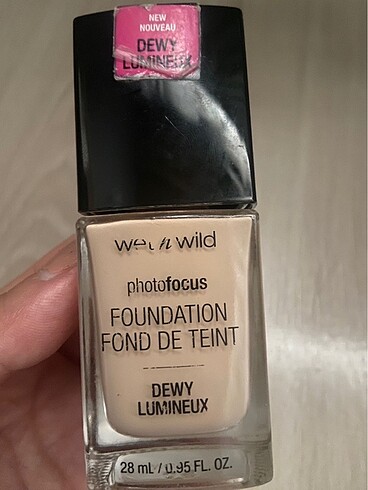 NEW
NOUVEAU
DEWY
LUMINEUX
wet n wild
photofocus
FOUNDATION
FOND DE TEINT
DEWY
LUMINEUX
28 mL / 0.95 FL. OZ.